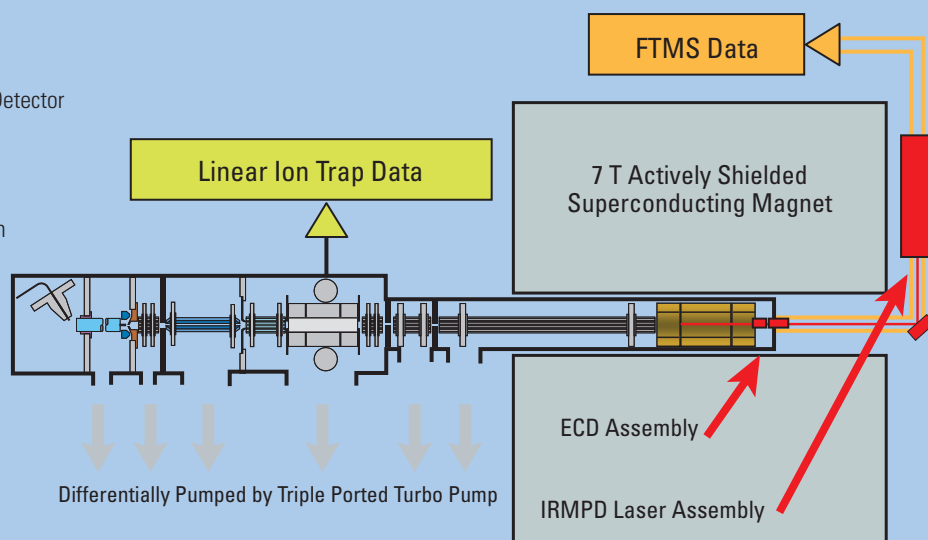 FTMS Data
Detector
Linear Ion Trap Data
7 T Actively Shielded
Superconducting Magnet
ECD Assembly
Differentially Pumped by Triple Ported Turbo Pump
IRMPD Laser Assembly